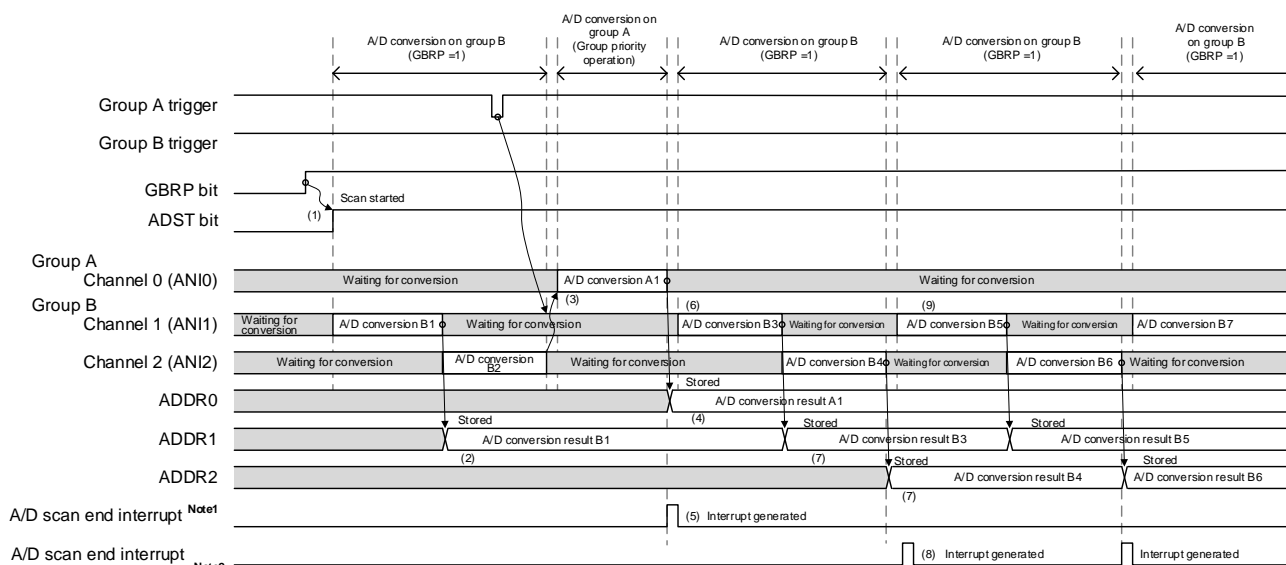 A/D conversion on group B
(GBRP =1)
A/D conversion on
group A
(Group priority
operation)
A/D conversion on group B
(GBRP =1)
A/D conversion on group B
(GBRP =1)
A/D conversion
on group B
(GBRP =1)
Group A trigger
Group B trigger
GBRP bit
Scan started
(1)
ADST bit
Group A
Channel 0 (ANI0)
Waiting for conversion
A/D conversion A1
Waiting for conversion
(3)
(6)
(9)
Group B
Channel 1 (ANI1)
Waiting for
conversion
A/D conversion B1
Waiting for conversion
A/D conversion B3
Waiting for conversion
A/D conversion B5
Waiting for conversion
A/D conversion B7
Channel 2 (ANI2)
Waiting for conversion
A/D conversion
B2
Waiting for conversion
A/D conversion B4
Waiting for conversion
A/D conversion B6
Waiting for conversion
Stored
ADDR0
A/D conversion result A1
(4)
Stored
Stored
Stored
ADDR1
A/D conversion result B1
A/D conversion result B3
A/D conversion result B5
(2)
(7)
Stored
Stored
ADDR2
A/D conversion result B4
A/D conversion result B6
(7)
A/D scan end interrupt Note1
(5) Interrupt generated
A/D scan end interrupt
(8) Interrupt generated
Interrupt generated